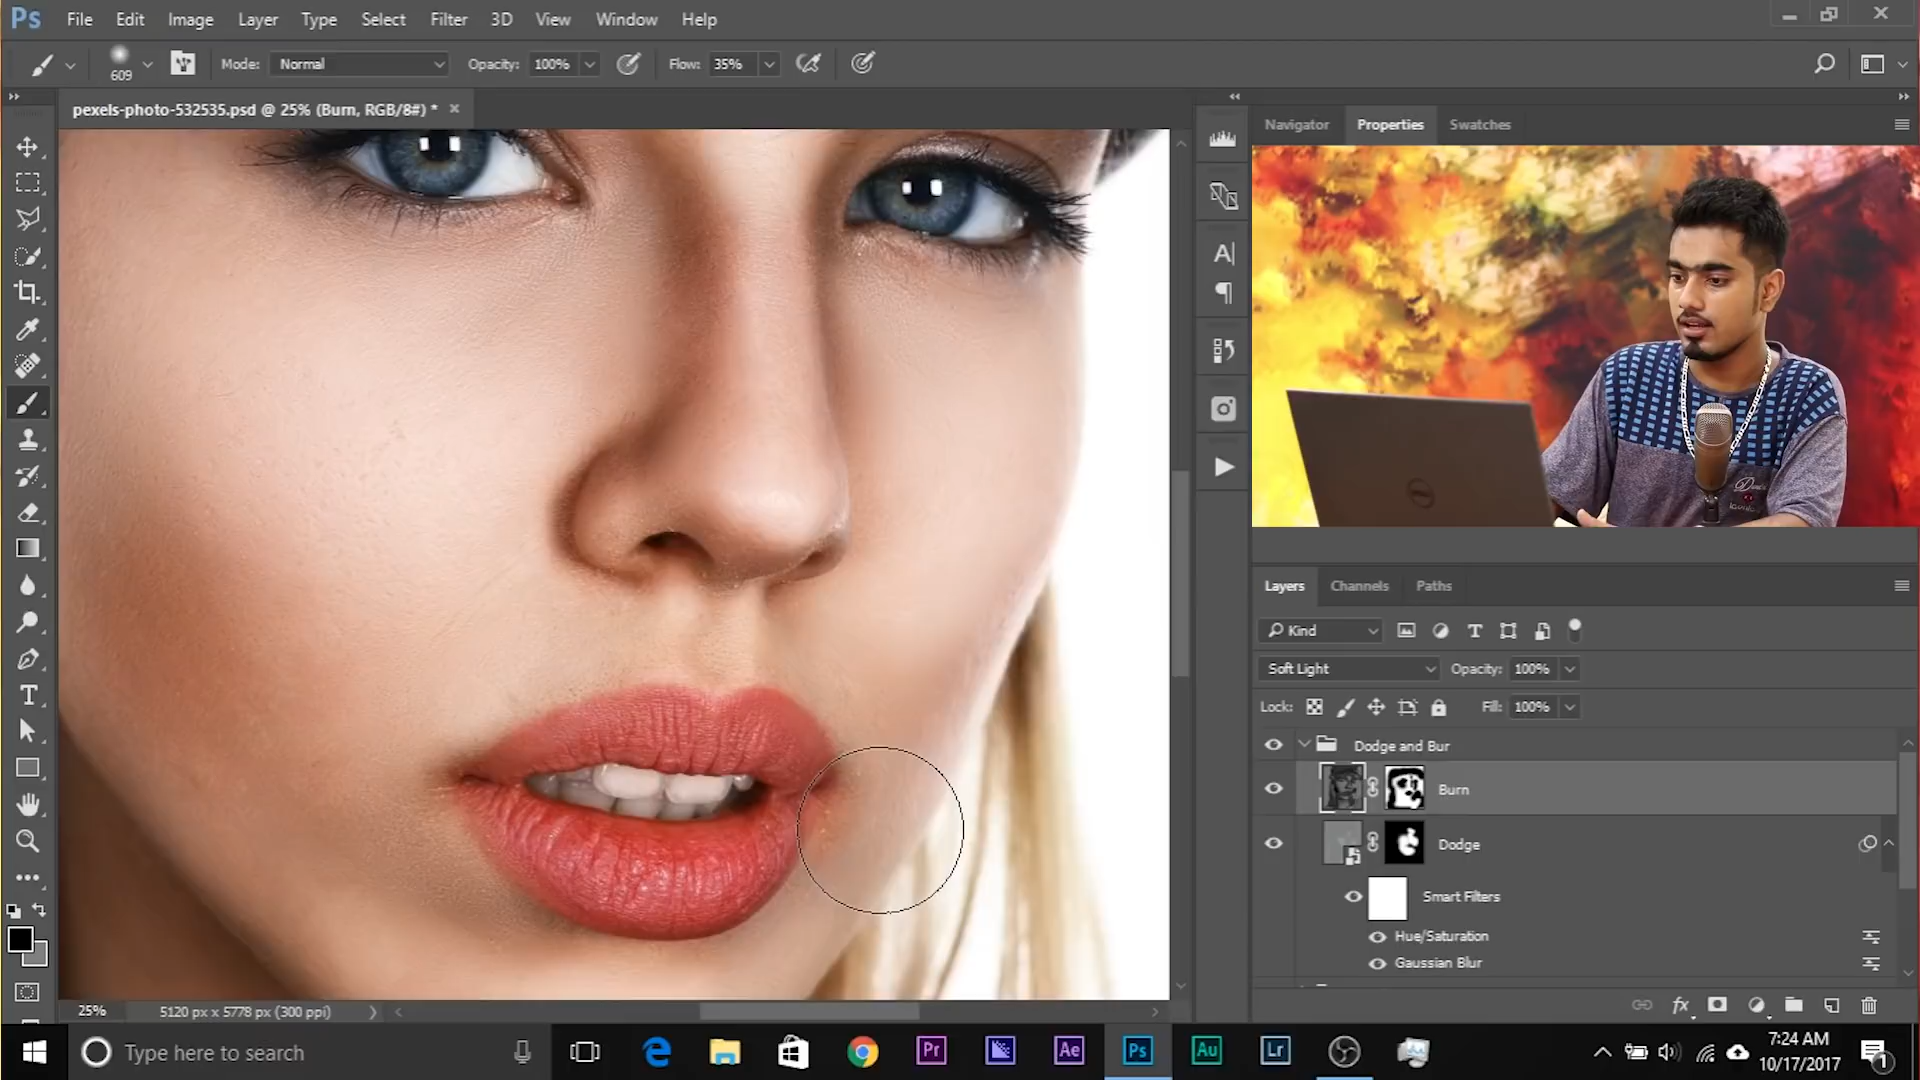 Ps File Edit Image Layer Type Select Filter 3D View Window Help
609 Mode: Normal Opacity: 100% Flow: 35%
pexels-photo-532535.psd @ 25% (Burn, RGB/8#) *
Navigator Properties Swatches
Layers Channels Paths
Kind
Soft Light Opacity: 100%
Lock: Fill: 100%
Dodge and Bur
Burn
Dodge
Smart Filters
Hue/Saturation
Gaussian Blur
25% 5120 px x 5778 px (300 ppi)
Type here to search
Pr Ae Ps Au Lr
7:24 AM
10/17/2017
1